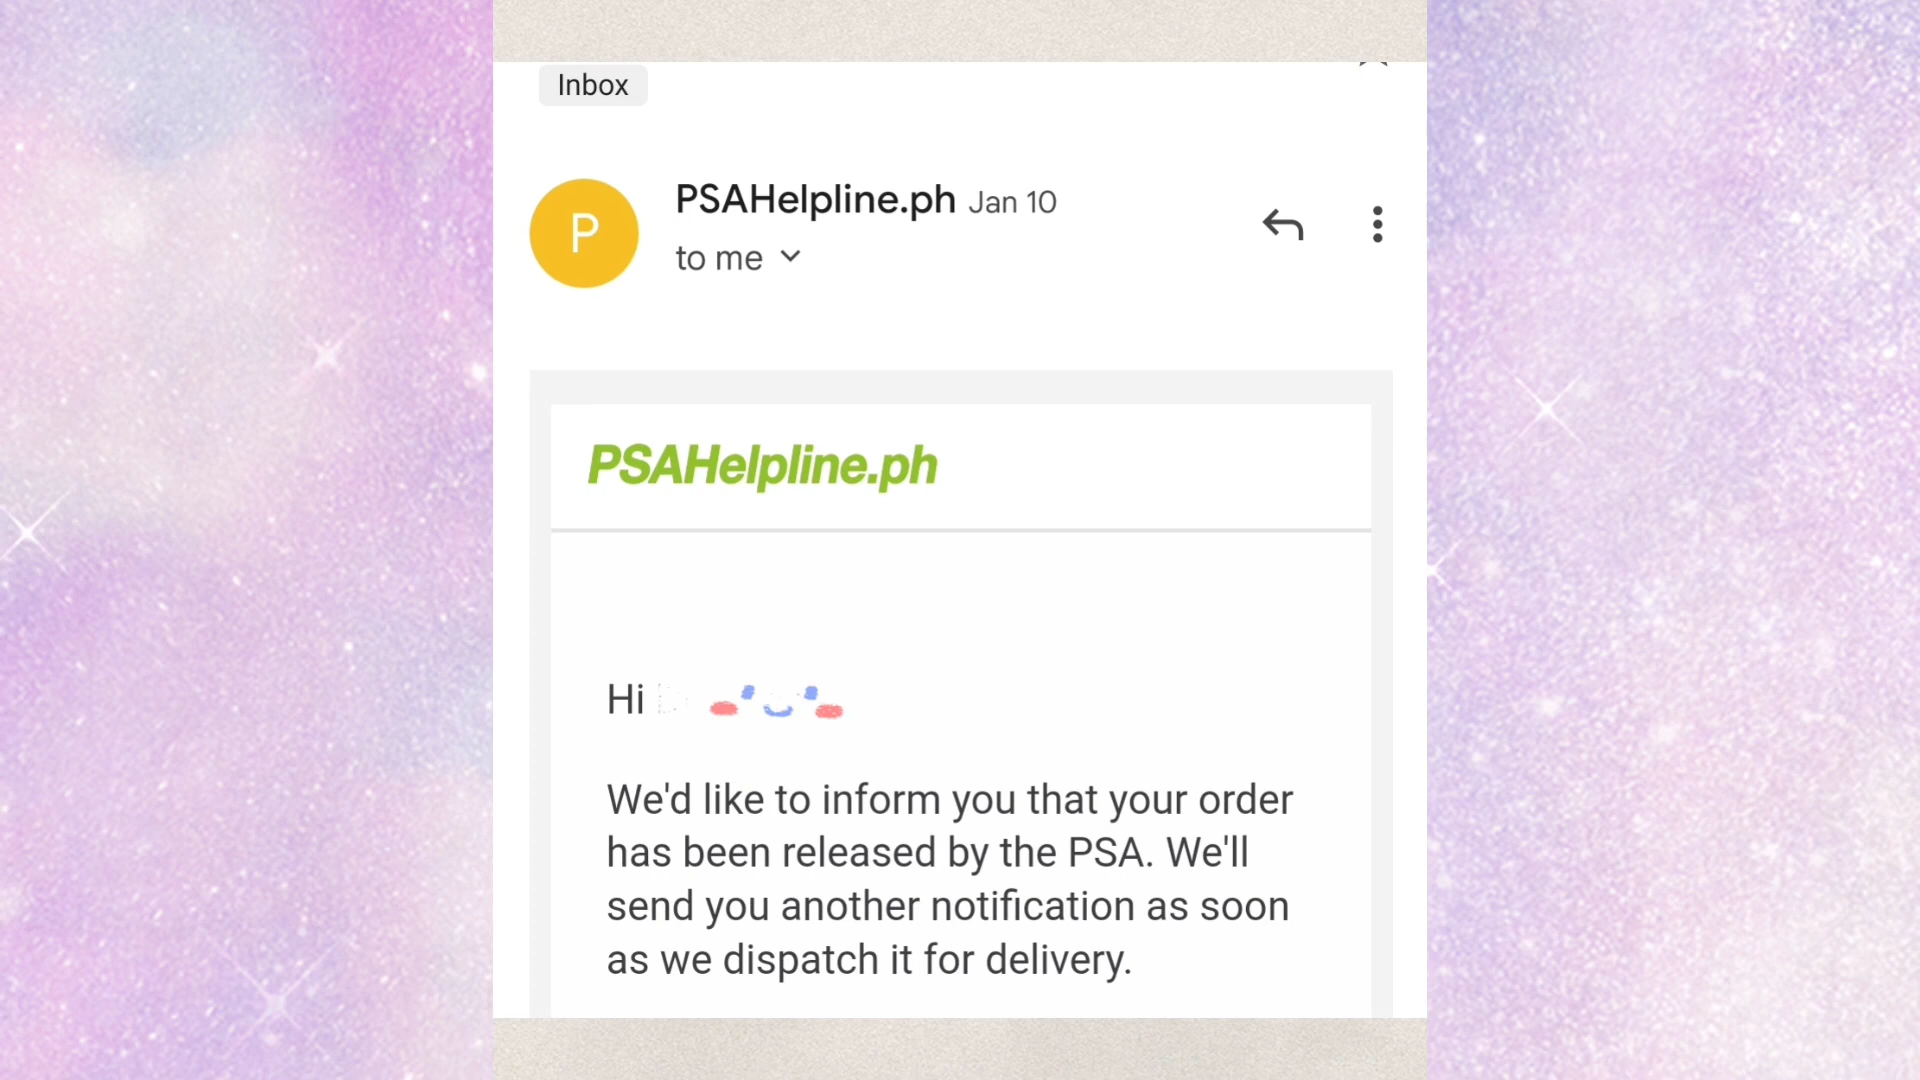 Inbox
PSAHelpline.ph Jan 10
P
to me
PSAHelpline.ph
Hi
We'd like to inform you that your order
has been released by the PSA. We'll
send you another notification as soon
as we dispatch it for delivery.